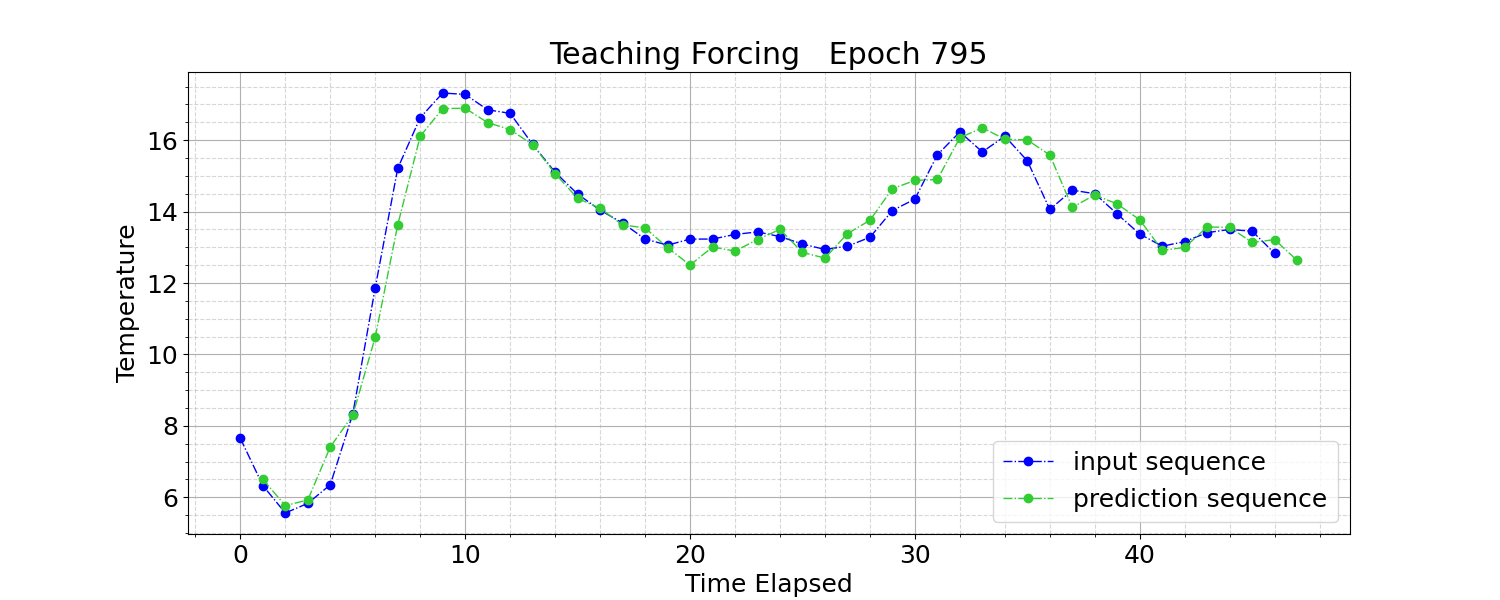 Teaching Forcing   Epoch 795
Temperature
16
14
12
10
8
6
0 10 20 30 40
Time Elapsed
input sequence
prediction sequence